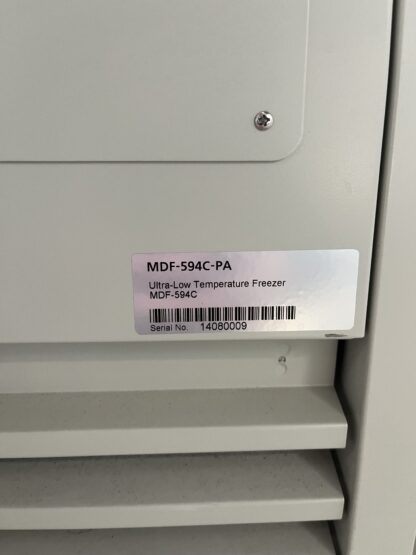 MDF-594C-PA
Ultra-Low Temperature Freezer
MDF-594C
Serial No. 14080009